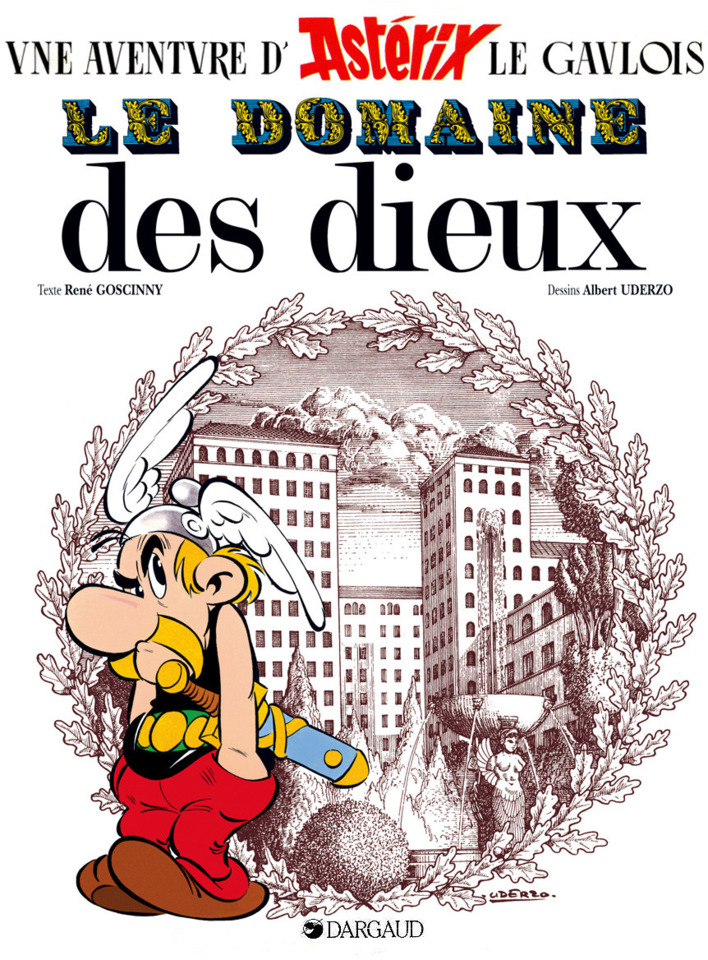 VNE AVENTVRE D' Astérix LE GAVLOIS
LE DOMAINE
des dieux
Texte René GOSCINNY
Dessins Albert UDERZO
UDERZO.
DARGAUD